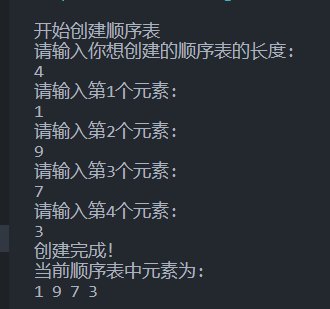 开始创建顺序表
请输入你想创建的顺序表的长度:
4
请输入第1个元素:
1
请输入第2个元素:
9
请输入第3个元素:
7
请输入第4个元素:
3
创建完成!
当前顺序表中元素为:
1 9 7 3